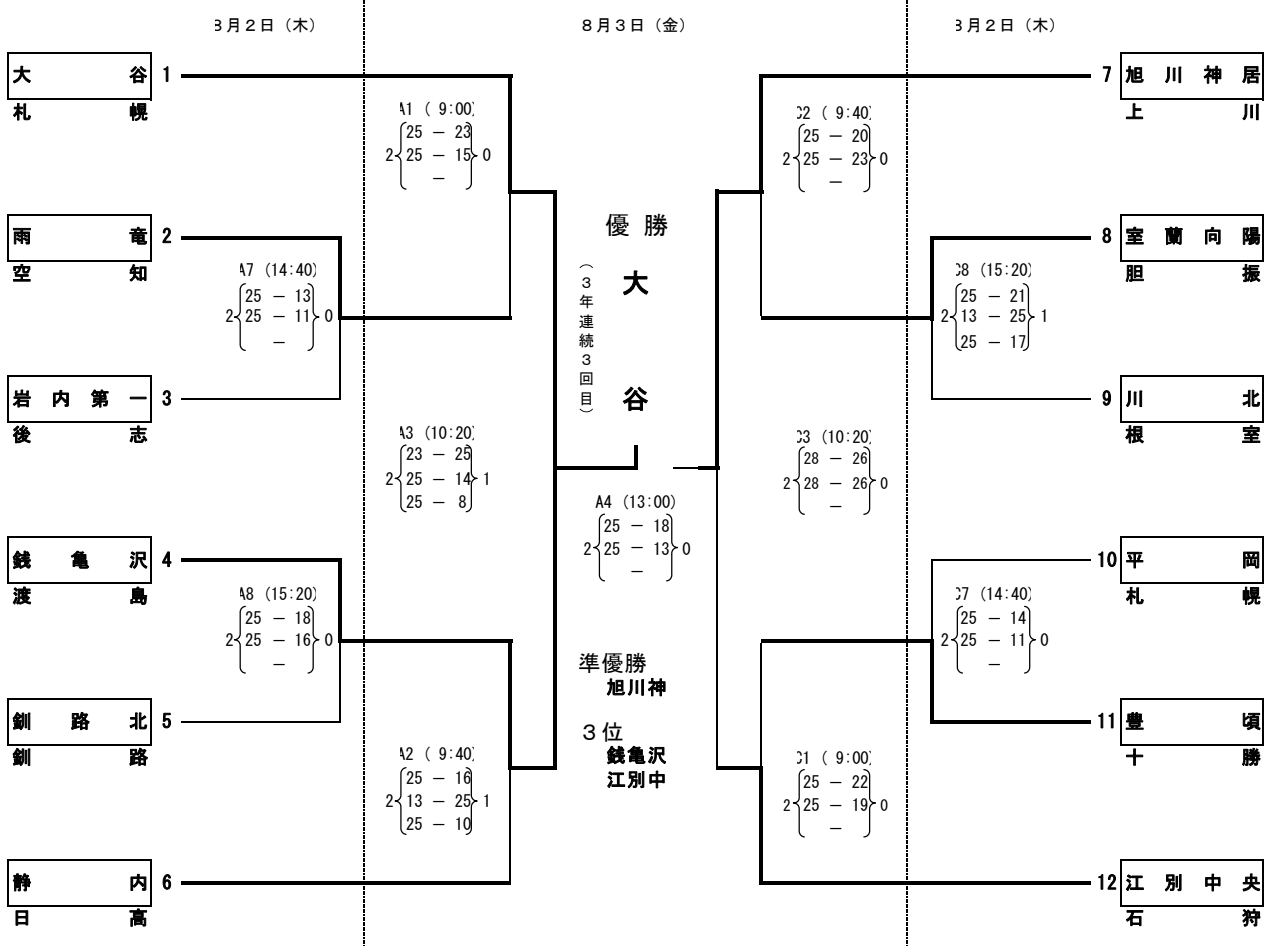 8月2日（木）
8月3日（金）
8月2日（木）
大谷 1
札幌
A1 ( 9:00)
25 － 23
2 25 － 15 0
－
雨竜 2
空知
A7 (14:40)
25 － 13
2 25 － 11 0
－
岩内第一 3
後志
A3 (10:20)
23 － 25
2 25 － 14 1
25 － 8
銭亀沢 4
渡島
A8 (15:20)
25 － 18
2 25 － 16 0
－
釧路北 5
釧路
A2 ( 9:40)
25 － 16
2 13 － 25 1
25 － 10
静内 6
日高
優勝
大谷
（3年連続3回目）
A4 (13:00)
25 － 18
2 25 － 13 0
－
準優勝
旭川神
３位
銭亀沢
江別中
7 旭川神居
上川
C2 ( 9:40)
25 － 20
2 25 － 23 0
－
8 室蘭向陽
胆振
C8 (15:20)
25 － 21
2 13 － 25 1
25 － 17
9 川北
根室
C3 (10:20)
28 － 26
2 28 － 26 0
－
10 平岡
札幌
C7 (14:40)
25 － 14
2 25 － 11 0
－
11 豊頃
十勝
C1 ( 9:00)
25 － 22
2 25 － 19 0
－
12 江別中央
石狩